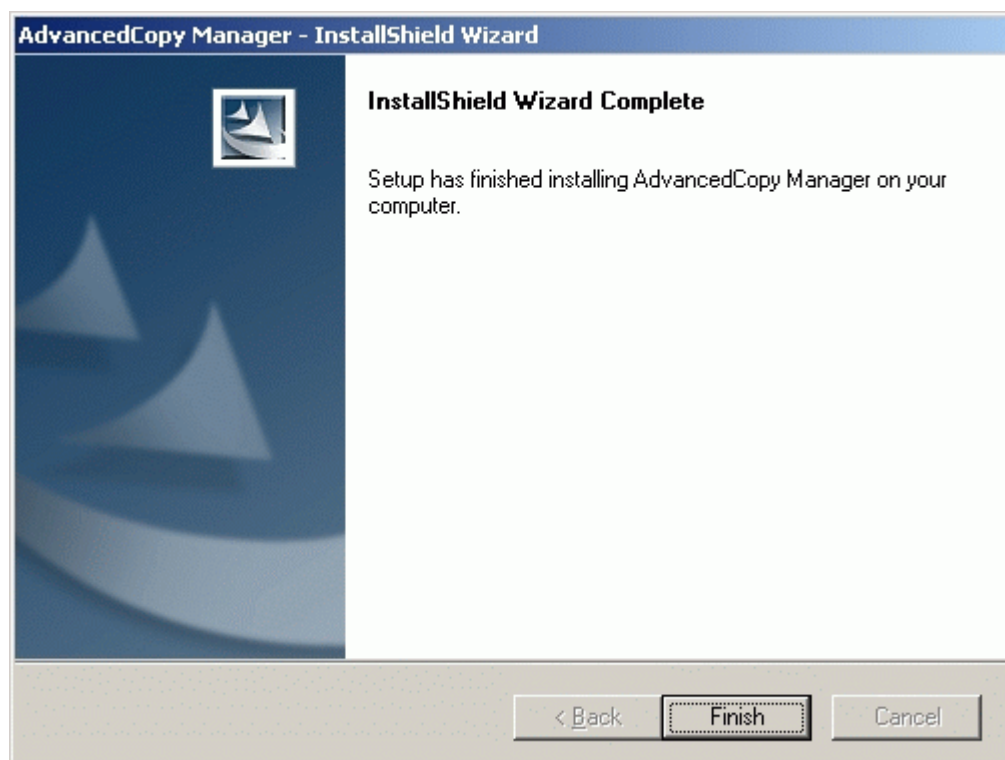 AdvancedCopy Manager - InstallShield Wizard
InstallShield Wizard Complete
Setup has finished installing AdvancedCopy Manager on your
computer.
< Back Finish Cancel